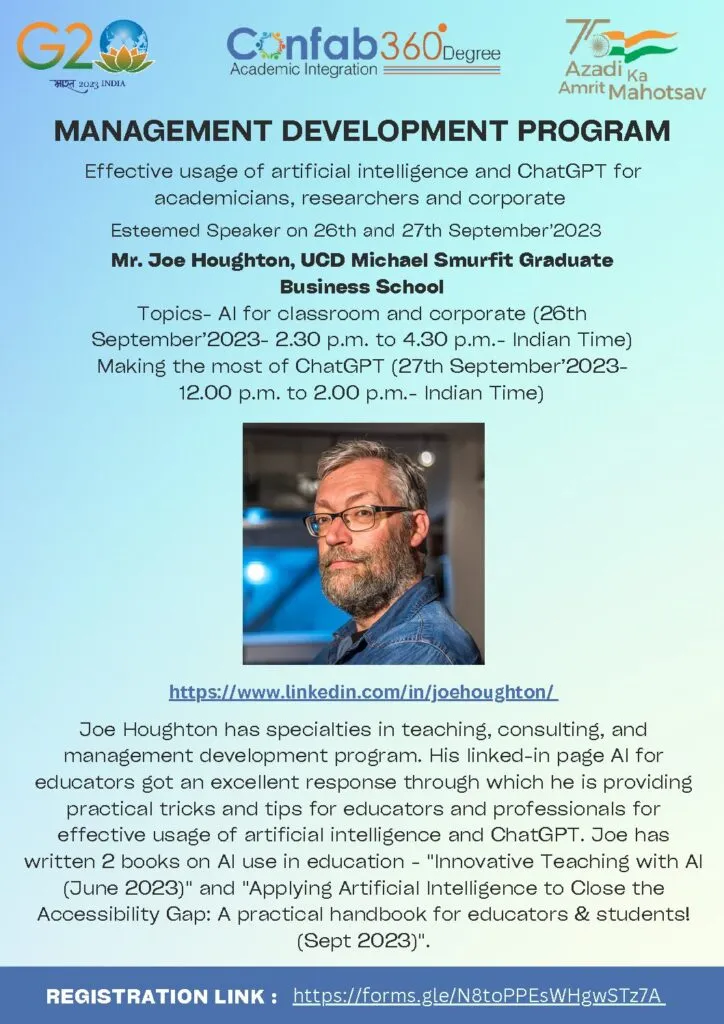 G20
भारत 2023 INDIA
Confab360Degree
Academic Integration
75
Azadi Ka
Amrit Mahotsav
MANAGEMENT DEVELOPMENT PROGRAM
Effective usage of artificial intelligence and ChatGPT for
academicians, researchers and corporate
Esteemed Speaker on 26th and 27th September'2023
Mr. Joe Houghton, UCD Michael Smurfit Graduate
Business School
Topics- AI for classroom and corporate (26th
September'2023- 2.30 p.m. to 4.30 p.m.- Indian Time)
Making the most of ChatGPT (27th September'2023-
12.00 p.m. to 2.00 p.m.- Indian Time)
https://www.linkedin.com/in/joehoughton/
Joe Houghton has specialties in teaching, consulting, and
management development program. His linked-in page AI for
educators got an excellent response through which he is providing
practical tricks and tips for educators and professionals for
effective usage of artificial intelligence and ChatGPT. Joe has
written 2 books on AI use in education - "Innovative Teaching with AI
(June 2023)" and "Applying Artificial Intelligence to Close the
Accessibility Gap: A practical handbook for educators & students!
(Sept 2023)".
REGISTRATION LINK : https://forms.gle/N8toPPEsWHgwSTz7A